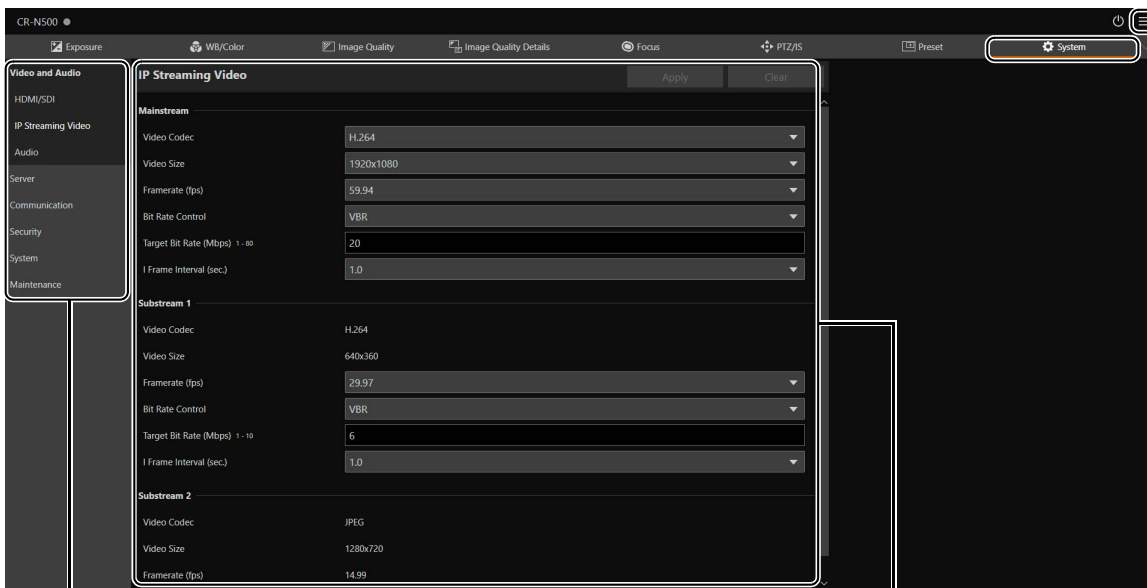 CR-N500
Exposure WB/Color Image Quality Image Quality Details Focus PTZ/IS Preset System
Video and Audio
HDMI/SDI
IP Streaming Video
Audio
Server
Communication
Security
System
Maintenance
IP Streaming Video Apply Clear
Mainstream
Video Codec H.264
Video Size 1920x1080
Framerate (fps) 59.94
Bit Rate Control VBR
Target Bit Rate (Mbps) 1 - 80 20
I Frame Interval (sec.) 1.0
Substream 1
Video Codec H.264
Video Size 640x360
Framerate (fps) 29.97
Bit Rate Control VBR
Target Bit Rate (Mbps) 1 - 10 6
I Frame Interval (sec.) 1.0
Substream 2
Video Codec JPEG
Video Size 1280x720
Framerate (fps) 14.99